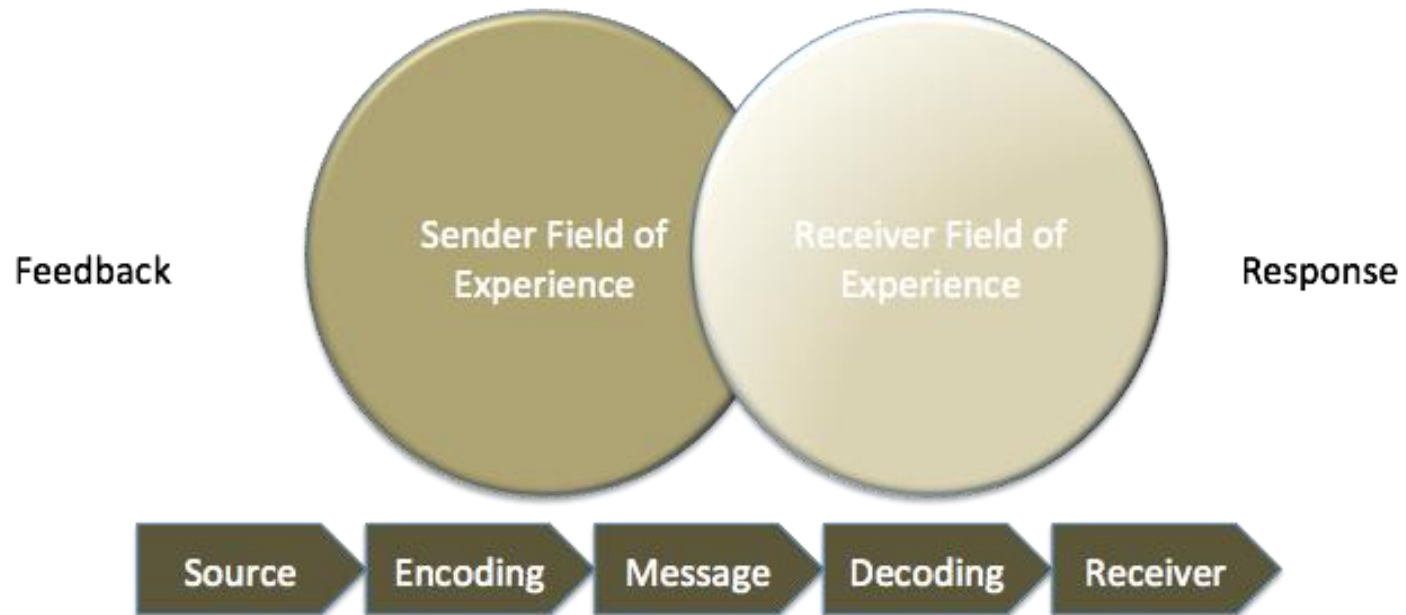 Sender Field of
Experience
Receiver Field of
Experience
Feedback
Response
Source
Encoding
Message
Decoding
Receiver